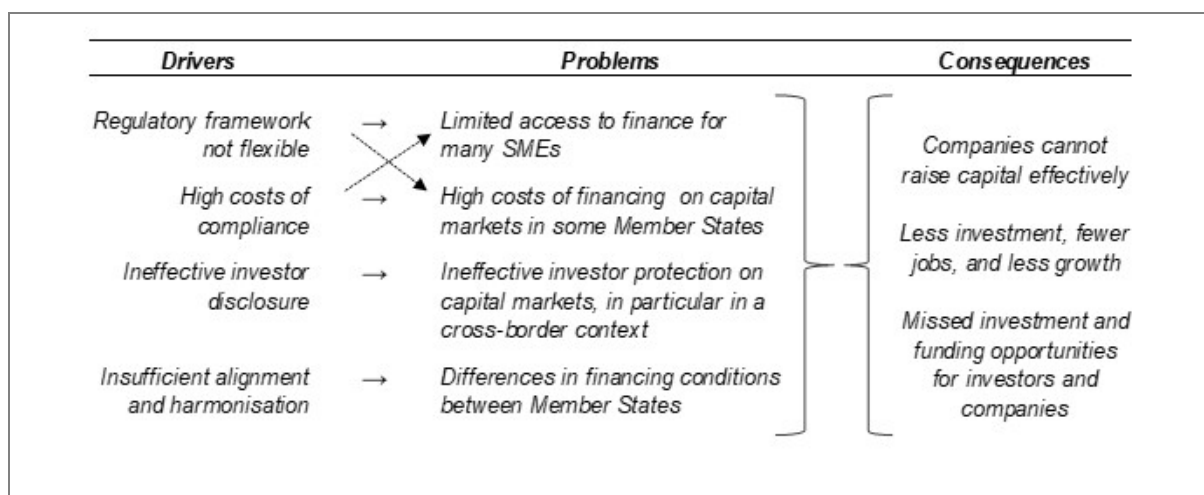 Drivers
Problems
Consequences
Regulatory framework
not flexible
→
Limited access to finance for
many SMEs
High costs of
compliance
→
High costs of financing on capital
markets in some Member States
Ineffective investor
disclosure
→
Ineffective investor protection on
capital markets, in particular in a
cross-border context
Insufficient alignment
and harmonisation
→
Differences in financing conditions
between Member States
Companies cannot
raise capital effectively
Less investment, fewer
jobs, and less growth
Missed investment and
funding opportunities
for investors and
companies